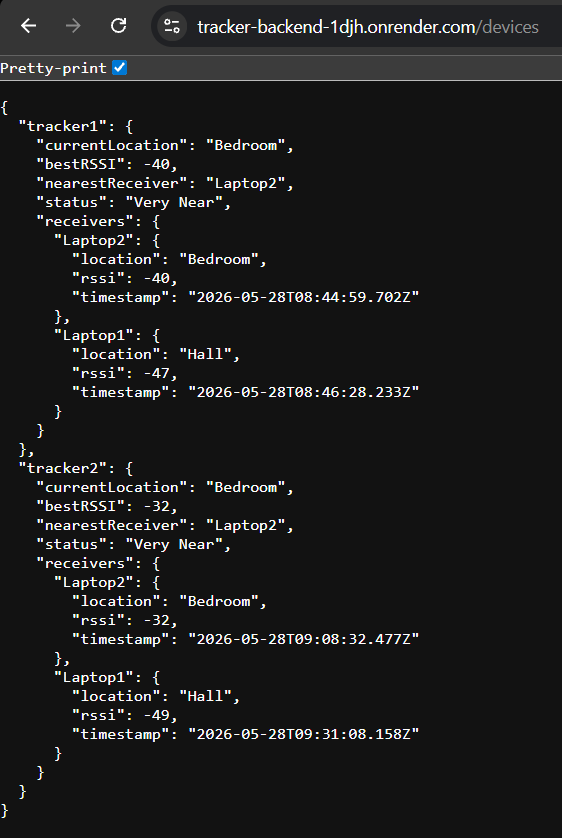 tracker-backend-1djh.onrender.com/devices
Pretty-print
{
  "tracker1": {
    "currentLocation": "Bedroom",
    "bestRSSI": -40,
    "nearestReceiver": "Laptop2",
    "status": "Very Near",
    "receivers": {
      "Laptop2": {
        "location": "Bedroom",
        "rssi": -40,
        "timestamp": "2026-05-28T08:44:59.702Z"
      },
      "Laptop1": {
        "location": "Hall",
        "rssi": -47,
        "timestamp": "2026-05-28T08:46:28.233Z"
      }
    }
  },
  "tracker2": {
    "currentLocation": "Bedroom",
    "bestRSSI": -32,
    "nearestReceiver": "Laptop2",
    "status": "Very Near",
    "receivers": {
      "Laptop2": {
        "location": "Bedroom",
        "rssi": -32,
        "timestamp": "2026-05-28T09:08:32.477Z"
      },
      "Laptop1": {
        "location": "Hall",
        "rssi": -49,
        "timestamp": "2026-05-28T09:31:08.158Z"
      }
    }
  }
}